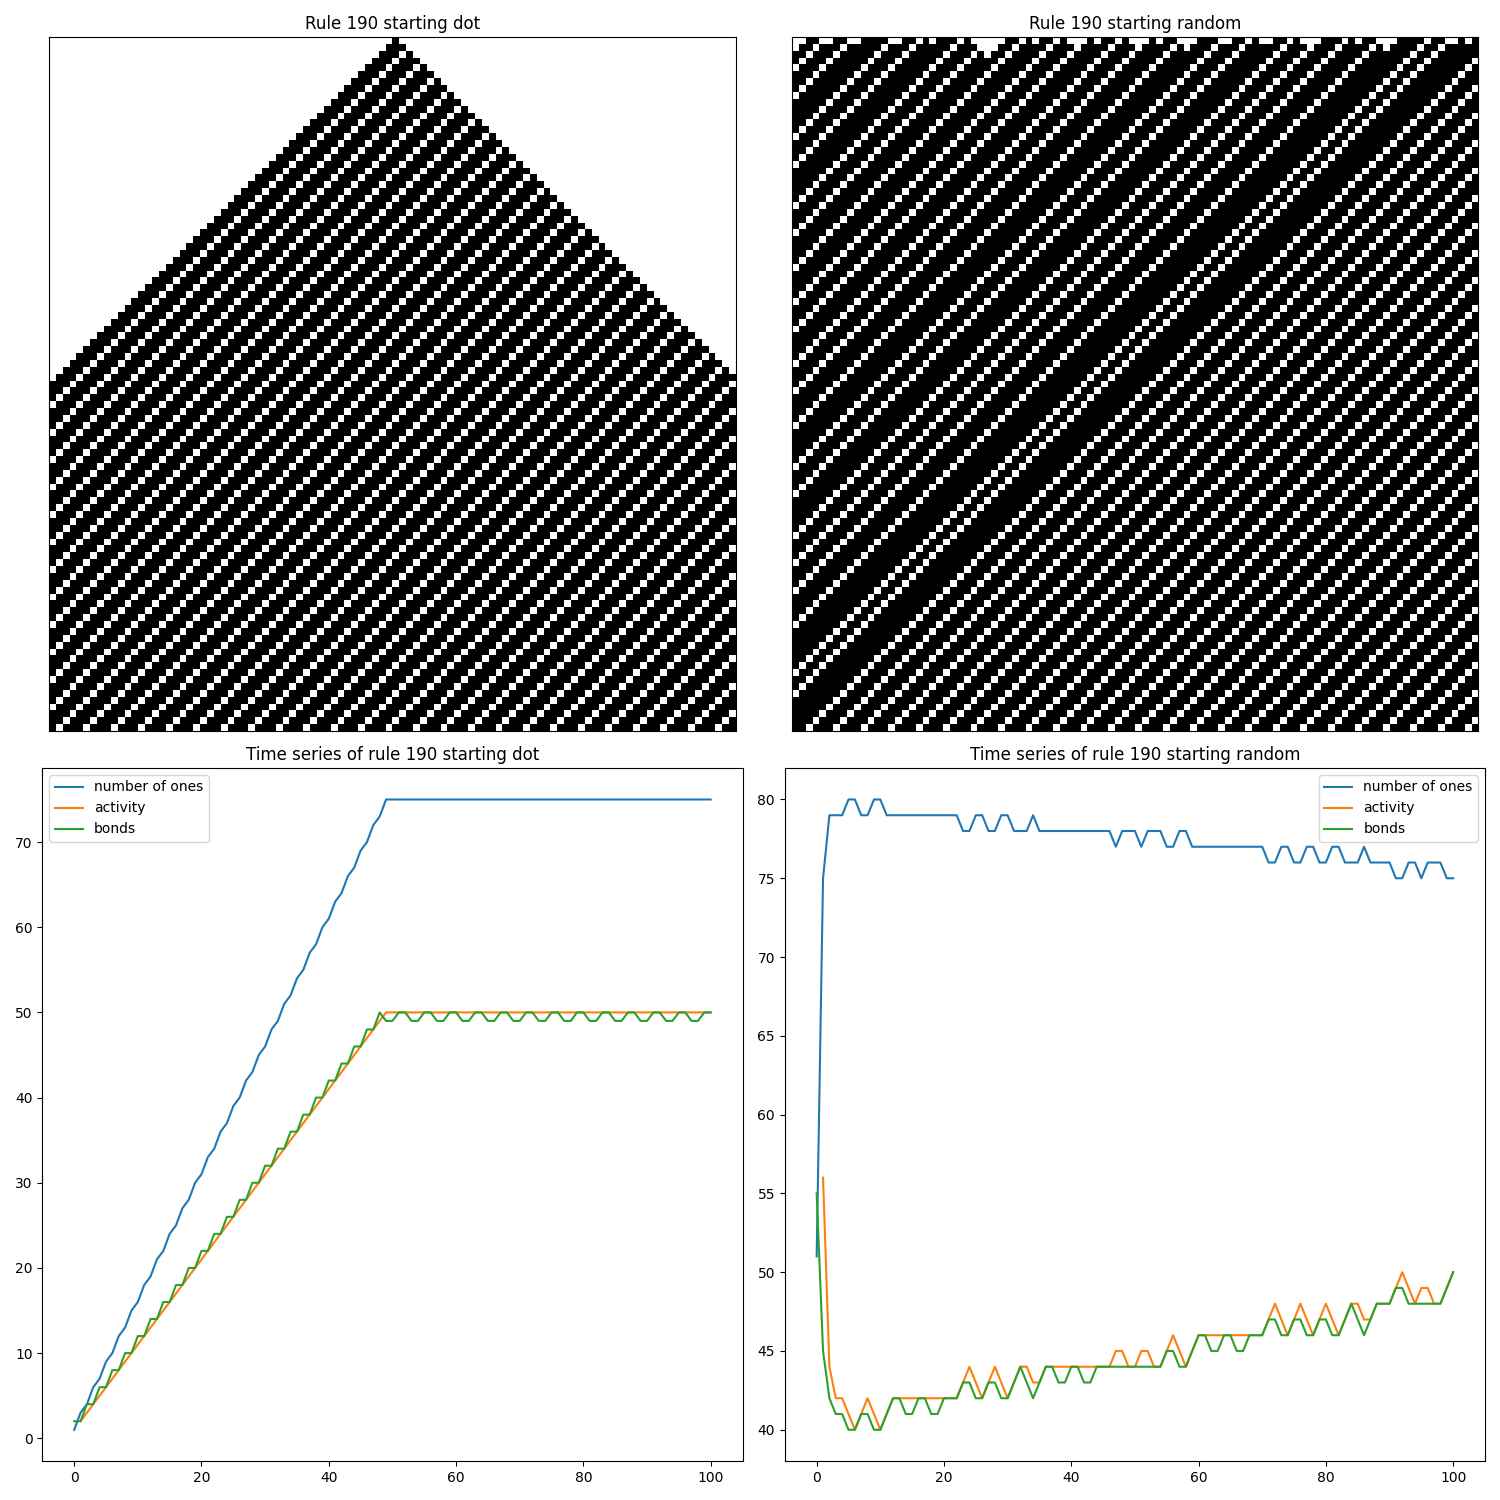 Rule 190 starting dot
Rule 190 starting random
Time series of rule 190 starting dot
number of ones
activity
bonds
70
60
50
40
30
20
10
0
0
20
40
60
80
100
Time series of rule 190 starting random
number of ones
activity
bonds
80
75
70
65
60
55
50
45
40
0
20
40
60
80
100